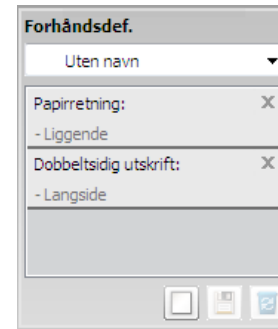 Forhåndsdef.
Uten navn
Papirretning:
- Liggende
Dobbeltsidig utskrift:
- Langside